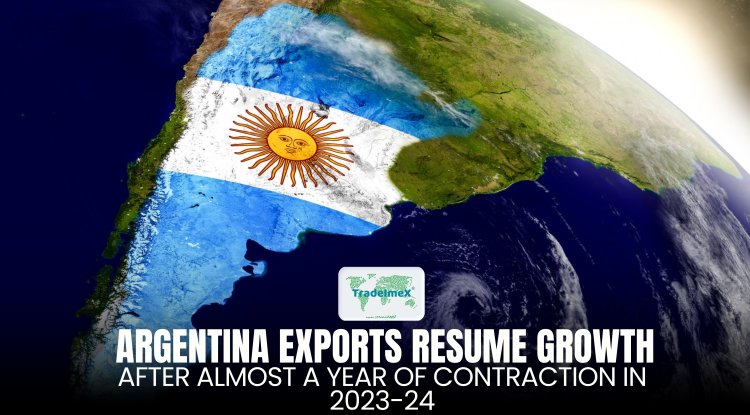 TradeImeX
ARGENTINA EXPORTS RESUME GROWTH
AFTER ALMOST A YEAR OF CONTRACTION IN
2023-24